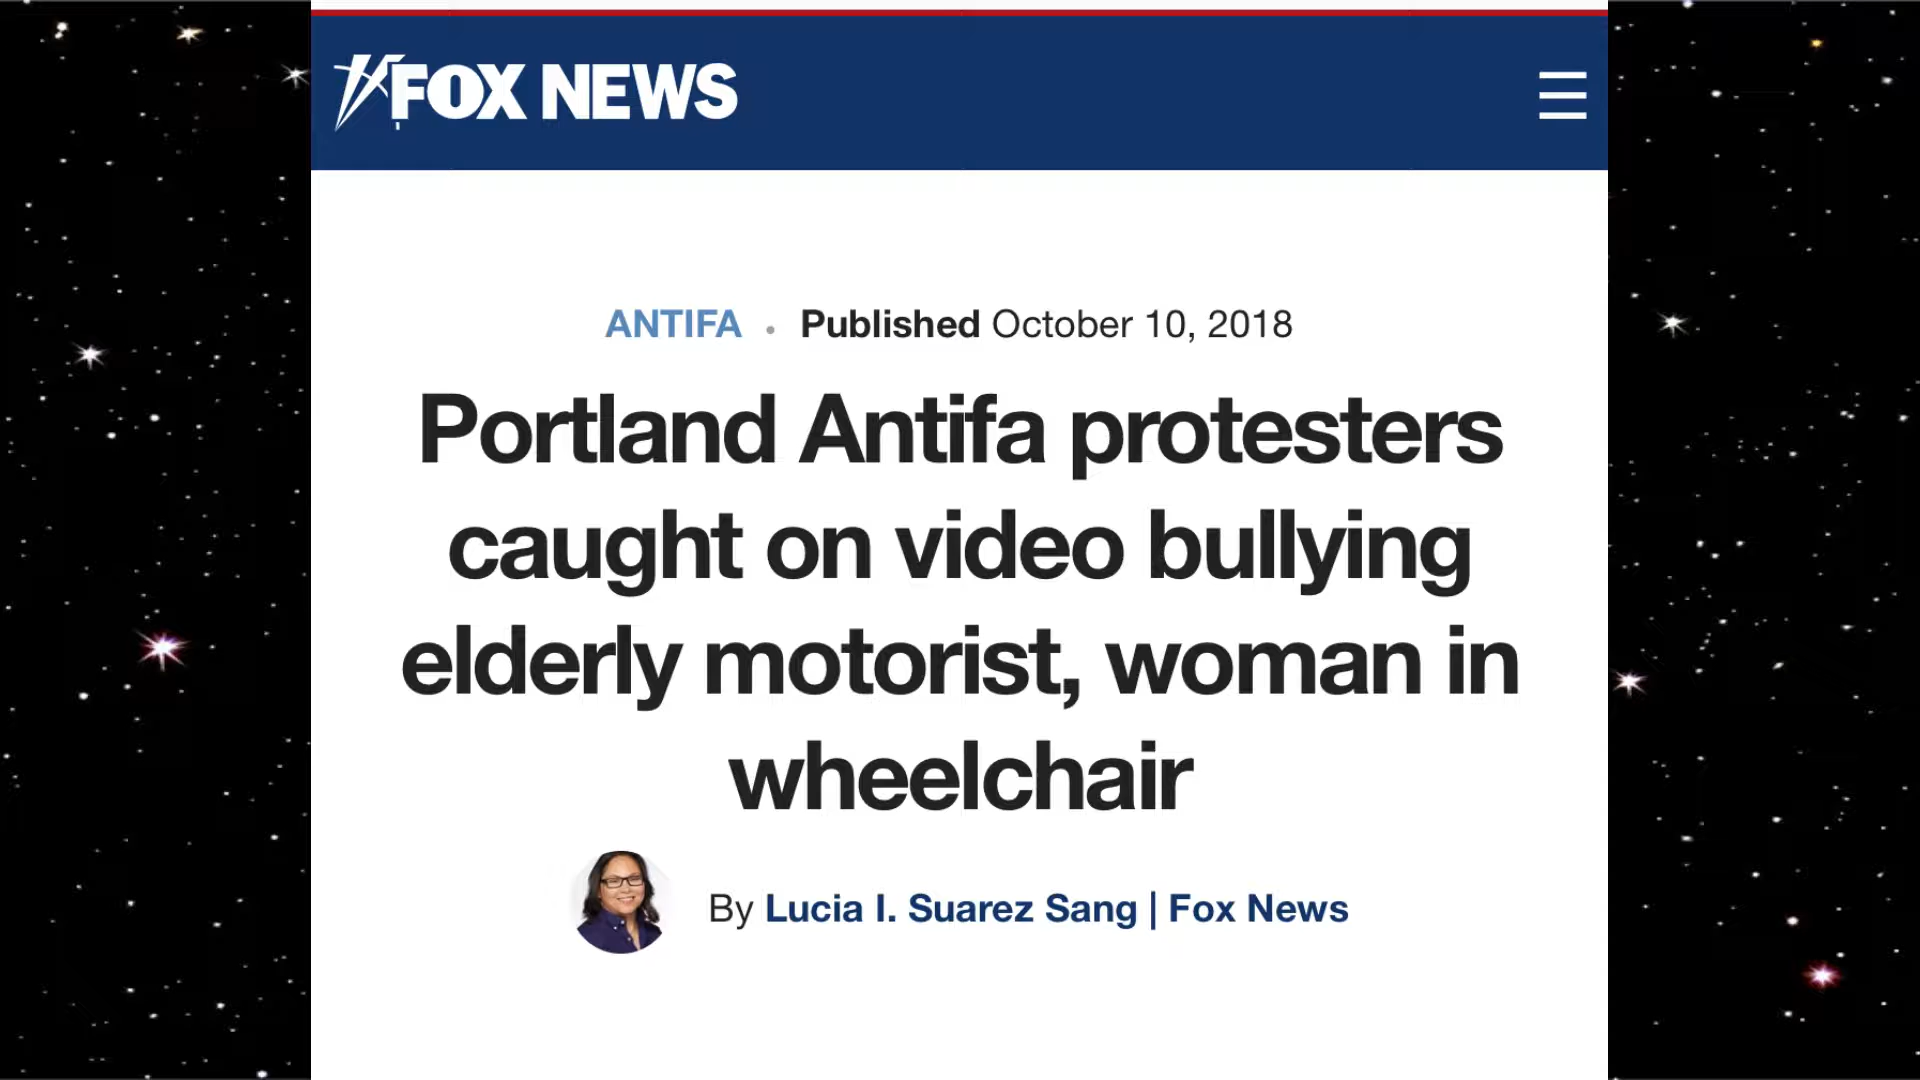 FOX NEWS
ANTIFA • Published October 10, 2018
Portland Antifa protesters
caught on video bullying
elderly motorist, woman in
wheelchair
By Lucia I. Suarez Sang | Fox News